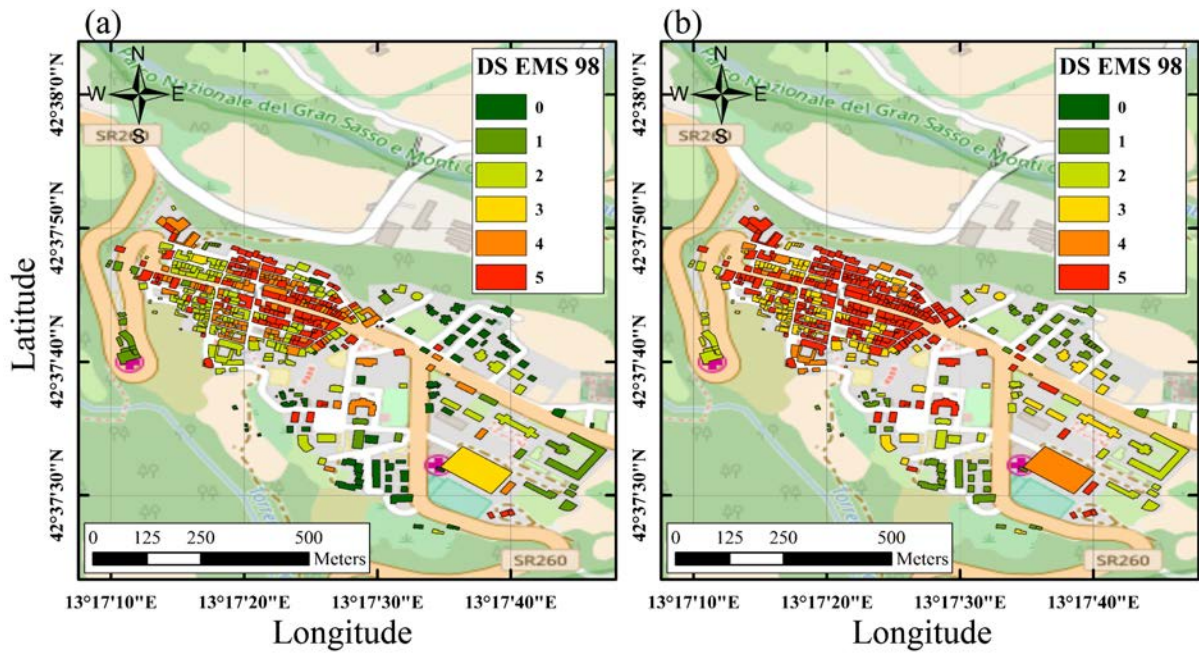 (a)
(b)
Latitude
42°38'0"N
42°37'50"N
42°37'40"N
42°37'30"N
N
W E
S
SR260
Parco Nazionale del Gran Sasso e Monti
DS EMS 98
0
1
2
3
4
5
Torre
SR260
0 125 250 500
Meters
13°17'10"E 13°17'20"E 13°17'30"E 13°17'40"E
Longitude
42°38'0"N
42°37'50"N
42°37'40"N
42°37'30"N
N
W E
S
SR260
Parco Nazionale del Gran Sasso e Monti
DS EMS 98
0
1
2
3
4
5
Torre
SR260
0 125 250 500
Meters
13°17'10"E 13°17'20"E 13°17'30"E 13°17'40"E
Longitude